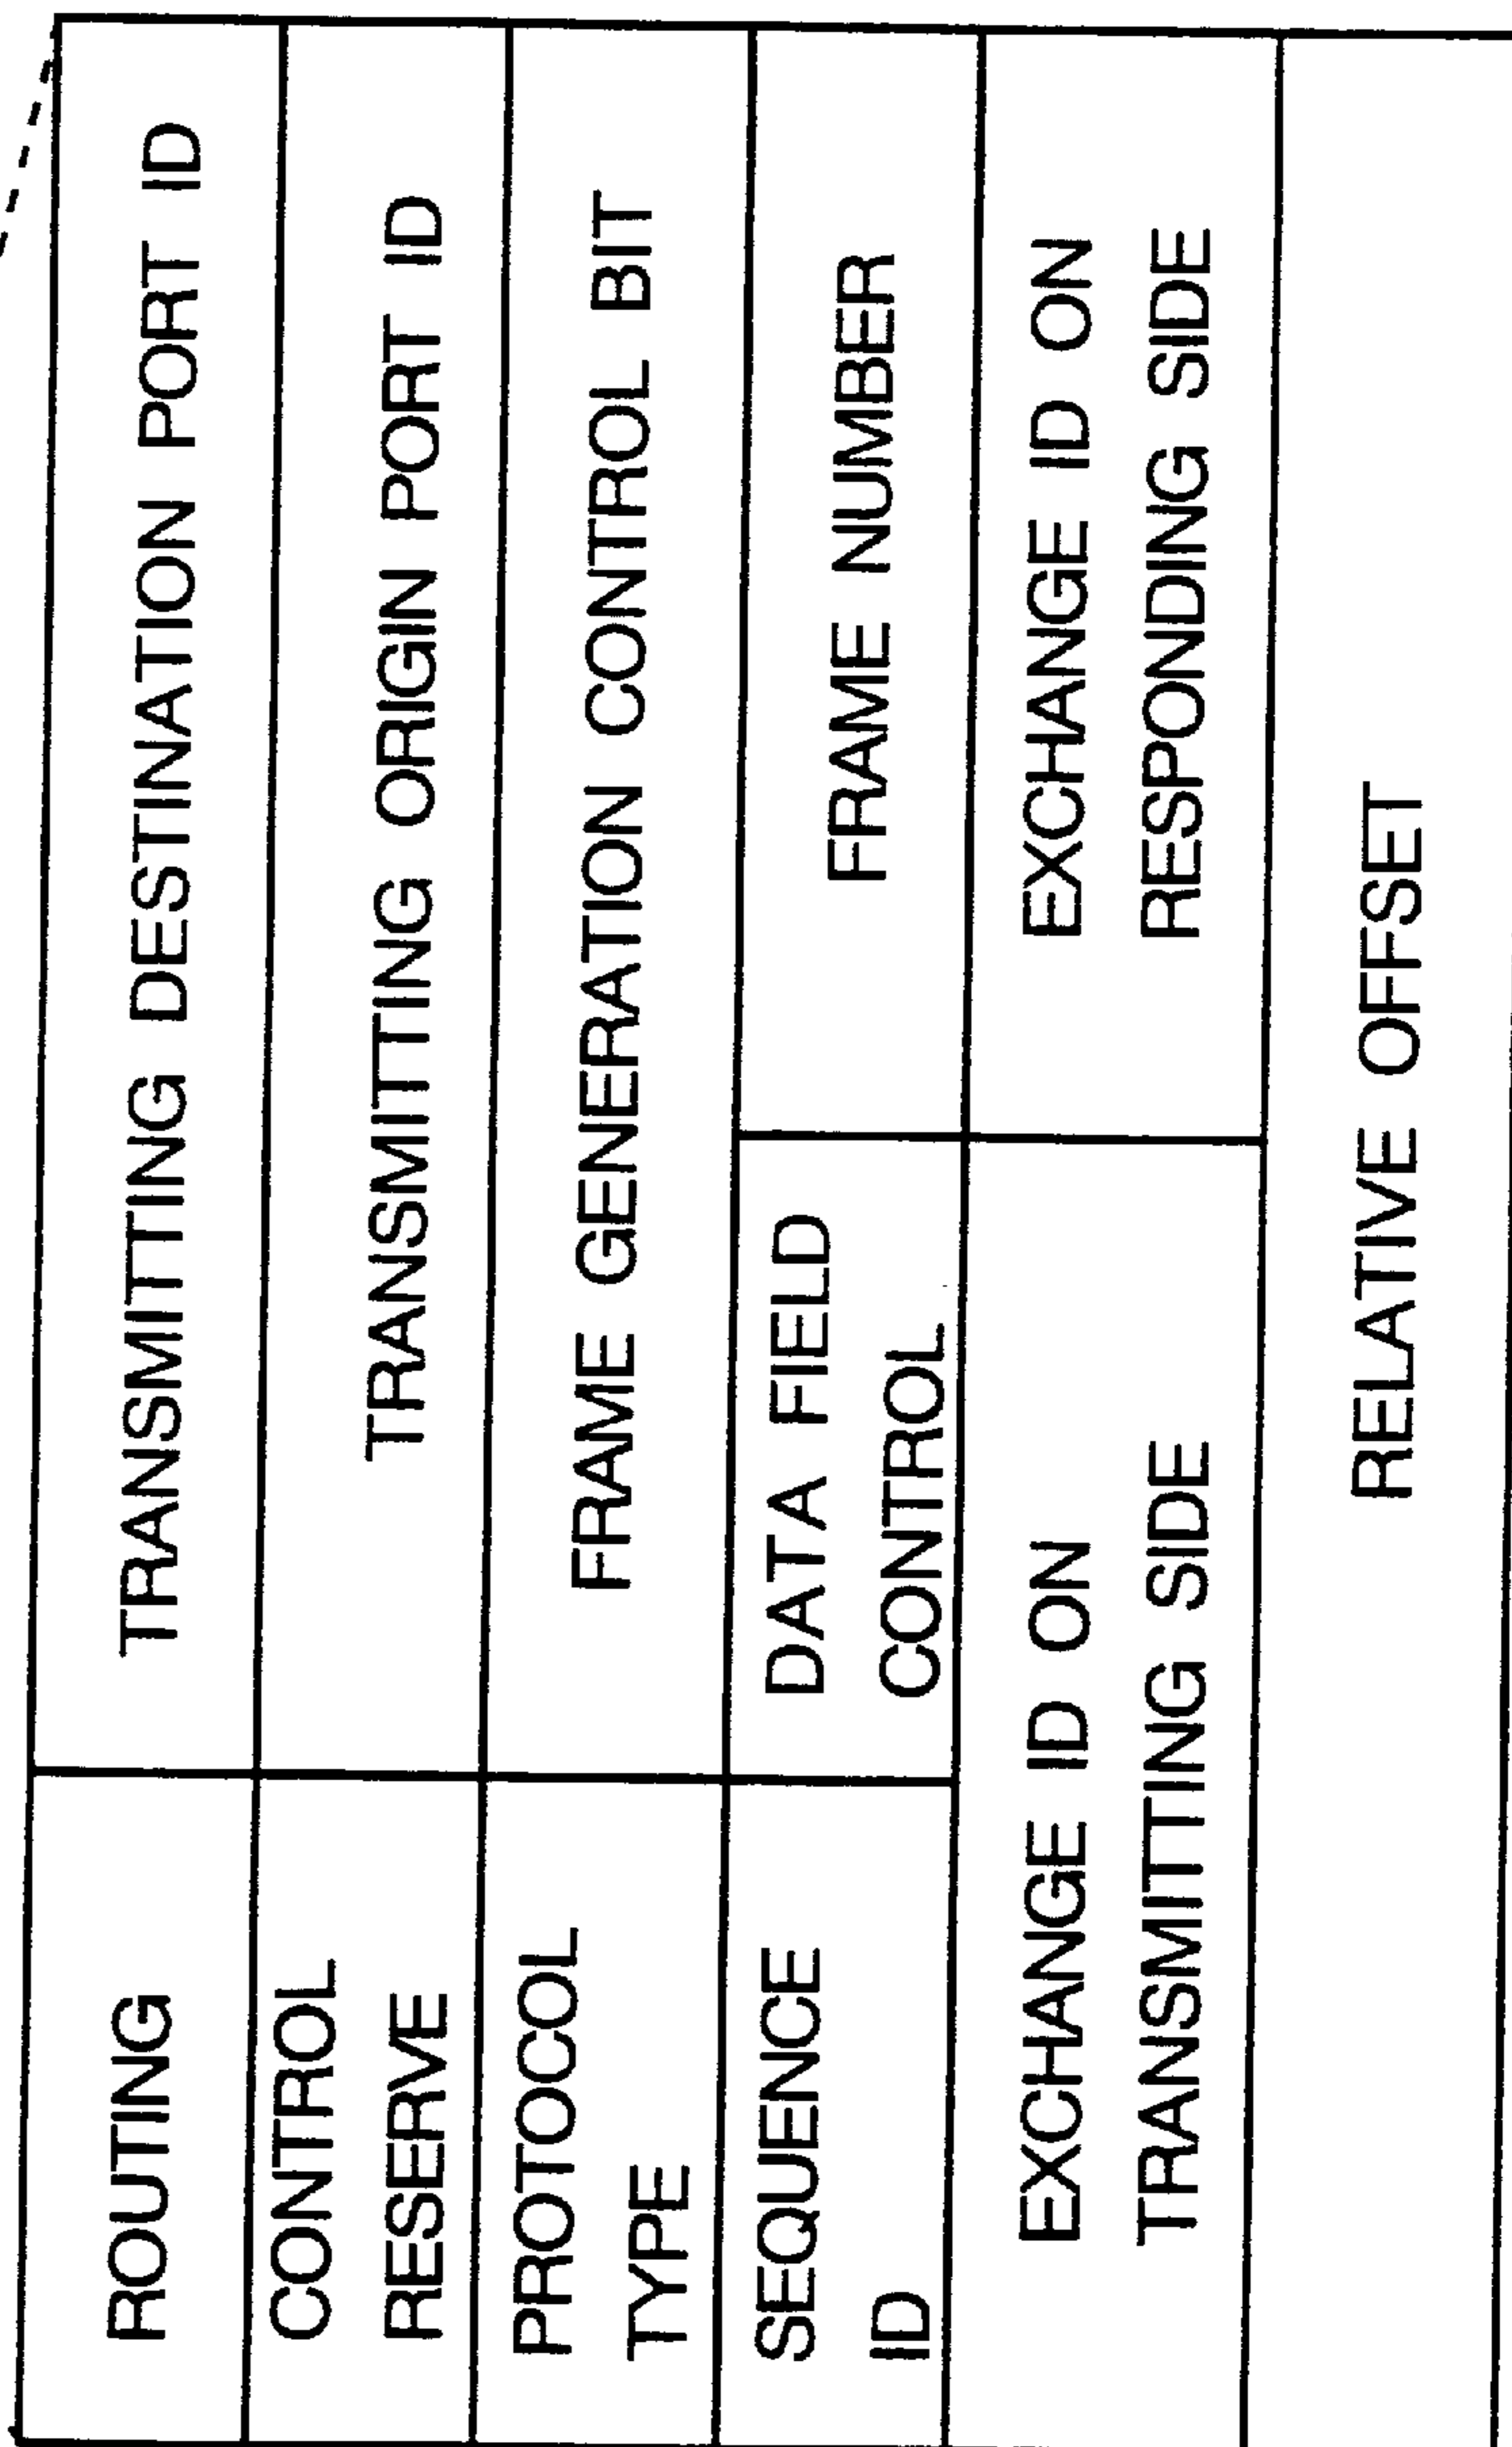 ROUTING
TRANSMITTING DESTINATION PORT ID
CONTROL
RESERVE
TRANSMITTING ORIGIN PORT ID
PROTOCOL
TYPE
FRAME GENERATION CONTROL BIT
SEQUENCE
ID
DATA FIELD
CONTROL
FRAME NUMBER
EXCHANGE ID ON
TRANSMITTING SIDE
EXCHANGE ID ON
RESPONDING SIDE
RELATIVE OFFSET